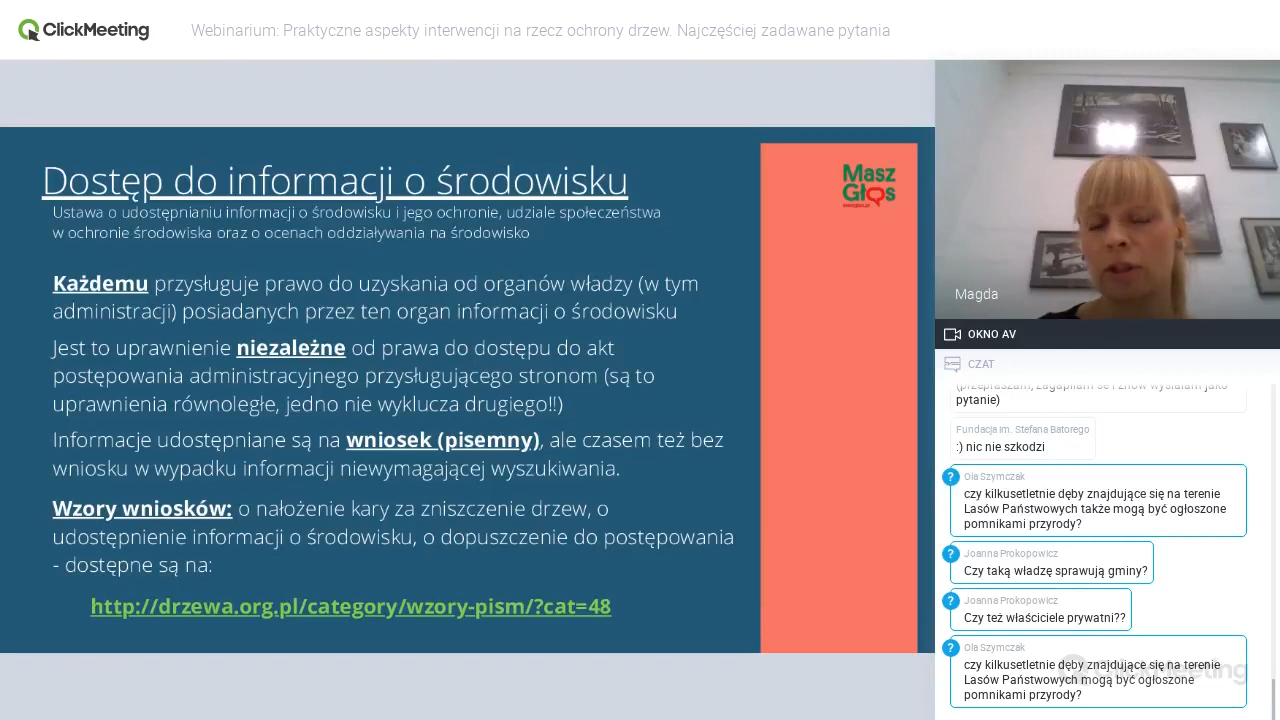 ClickMeeting
Webinarium: Praktyczne aspekty interwencji na rzecz ochrony drzew. Najczęściej zadawane pytania
Dostęp do informacji o środowisku
Ustawa o udostępnianiu informacji o środowisku i jego ochronie, udziale społeczeństwa
w ochronie środowiska oraz o ocenach oddziaływania na środowisko
Każdemu przysługuje prawo do uzyskania od organów władzy (w tym
administracji) posiadanych przez ten organ informacji o środowisku
Jest to uprawnienie niezależne od prawa do dostępu do akt
postępowania administracyjnego przysługującego stronom (są to
uprawnienia równoległe, jedno nie wyklucza drugiego!!)
Informacje udostępniane są na wniosek (pisemny), ale czasem też bez
wniosku w wypadku informacji niewymagającej wyszukiwania.
Wzory wniosków: o nałożenie kary za zniszczenie drzew, o
udostępnienie informacji o środowisku, o dopuszczenie do postępowania
- dostępne są na:
http://drzewa.org.pl/category/wzory-pism/?cat=48
Masz
Głos
Magda
OKNO AV
CZAT
(przepraszam, zagapiłam się i znów wysłałam jako
pytanie)
Fundacja im. Stefana Batorego
:) nic nie szkodzi
?
Ola Szymczak
czy kilkusetletnie dęby znajdujące się na terenie
Lasów Państwowych także mogą być ogłoszone
pomnikami przyrody?
?
Joanna Prokopowicz
Czy taką władzę sprawują gminy?
?
Joanna Prokopowicz
Czy też właściciele prywatni??
?
Ola Szymczak
czy kilkusetletnie dęby znajdujące się na terenie
Lasów Państwowych mogą być ogłoszone
pomnikami przyrody?
ClickMeeting